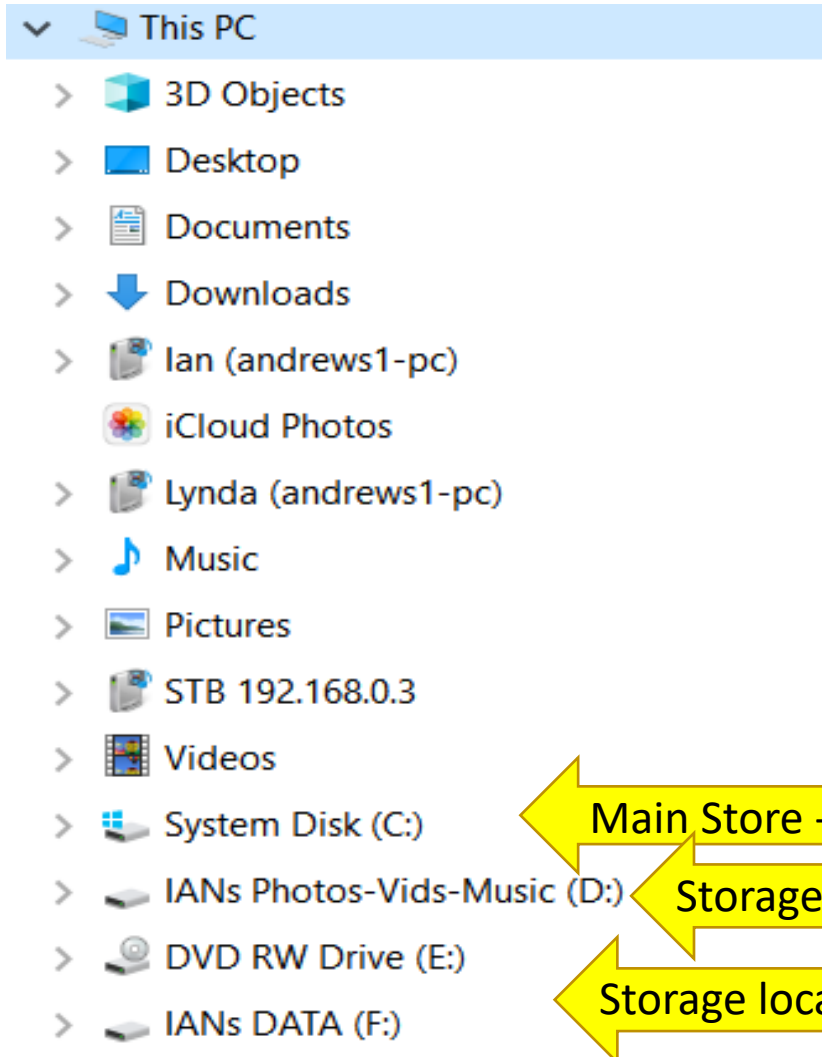 This PC
3D Objects
Desktop
Documents
Downloads
Ian (andrews1-pc)
iCloud Photos
Lynda (andrews1-pc)
Music
Pictures
STB 192.168.0.3
Videos
System Disk (C:)
Main Store -
IANs Photos-Vids-Music (D:)
Storage
DVD RW Drive (E:)
Storage loca
IANs DATA (F:)